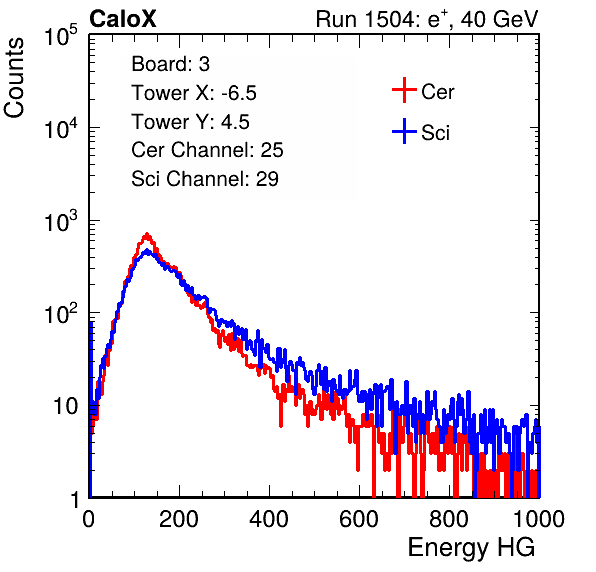 CaloX Run 1504: e⁺, 40 GeV
Counts
10⁵
10⁴
10³
10²
10
1
Board: 3
Tower X: -6.5
Tower Y: 4.5
Cer Channel: 25
Sci Channel: 29
Cer
Sci
0 200 400 600 800 1000
Energy HG